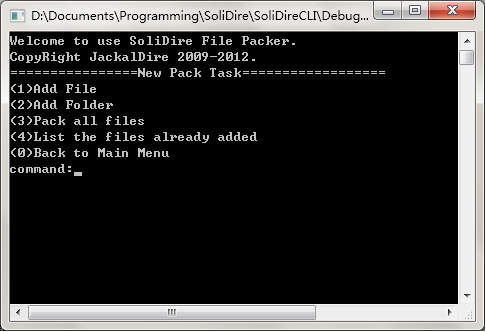 D:\Documents\Programming\SoliDire\SoliDireCLI\Debug...
Welcome to use SoliDire File Packer.
CopyRight JackalDire 2009-2012.
================New Pack Task==================
(1)Add File
(2)Add Folder
(3)Pack all files
(4)List the files already added
(0)Back to Main Menu
command:_